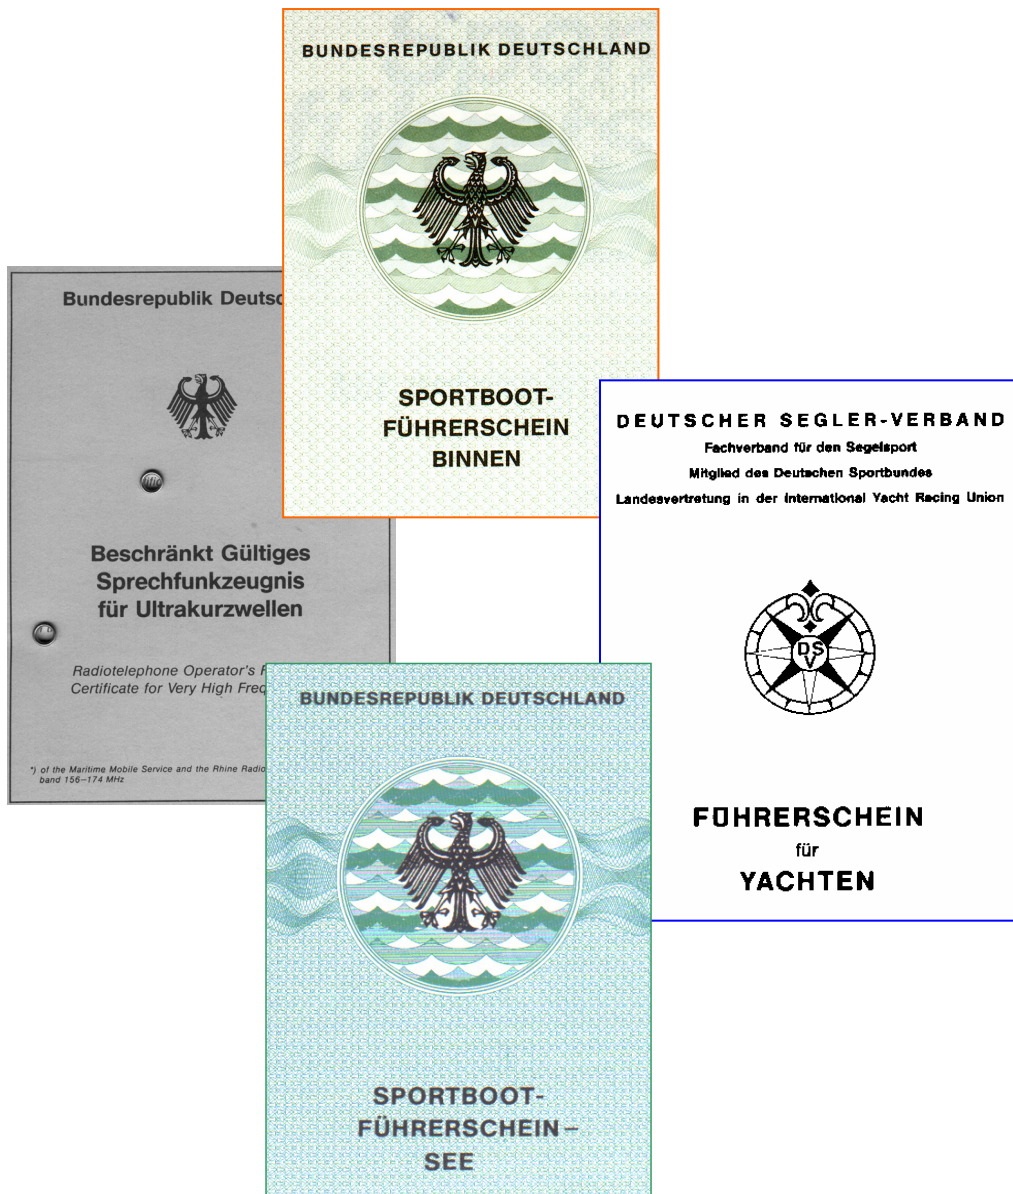 BUNDESREPUBLIK DEUTSCHLAND
SPORTBOOT-
FÜHRERSCHEIN
BINNEN
Bundesrepublik Deutsc
Beschränkt Gültiges
Sprechfunkzeugnis
für Ultrakurzwellen
Radiotelephone Operator's
Certificate for Very High Freq
*) of the Maritime Mobile Service and the Rhine Radio
band 156–174 MHz
DEUTSCHER SEGLER-VERBAND
Fachverband für den Segelsport
Mitglied des Deutschen Sportbundes
Landesvertretung in der International Yacht Racing Union
DSV
FÜHRERSCHEIN
für
YACHTEN
BUNDESREPUBLIK DEUTSCHLAND
SPORTBOOT-
FÜHRERSCHEIN –
SEE